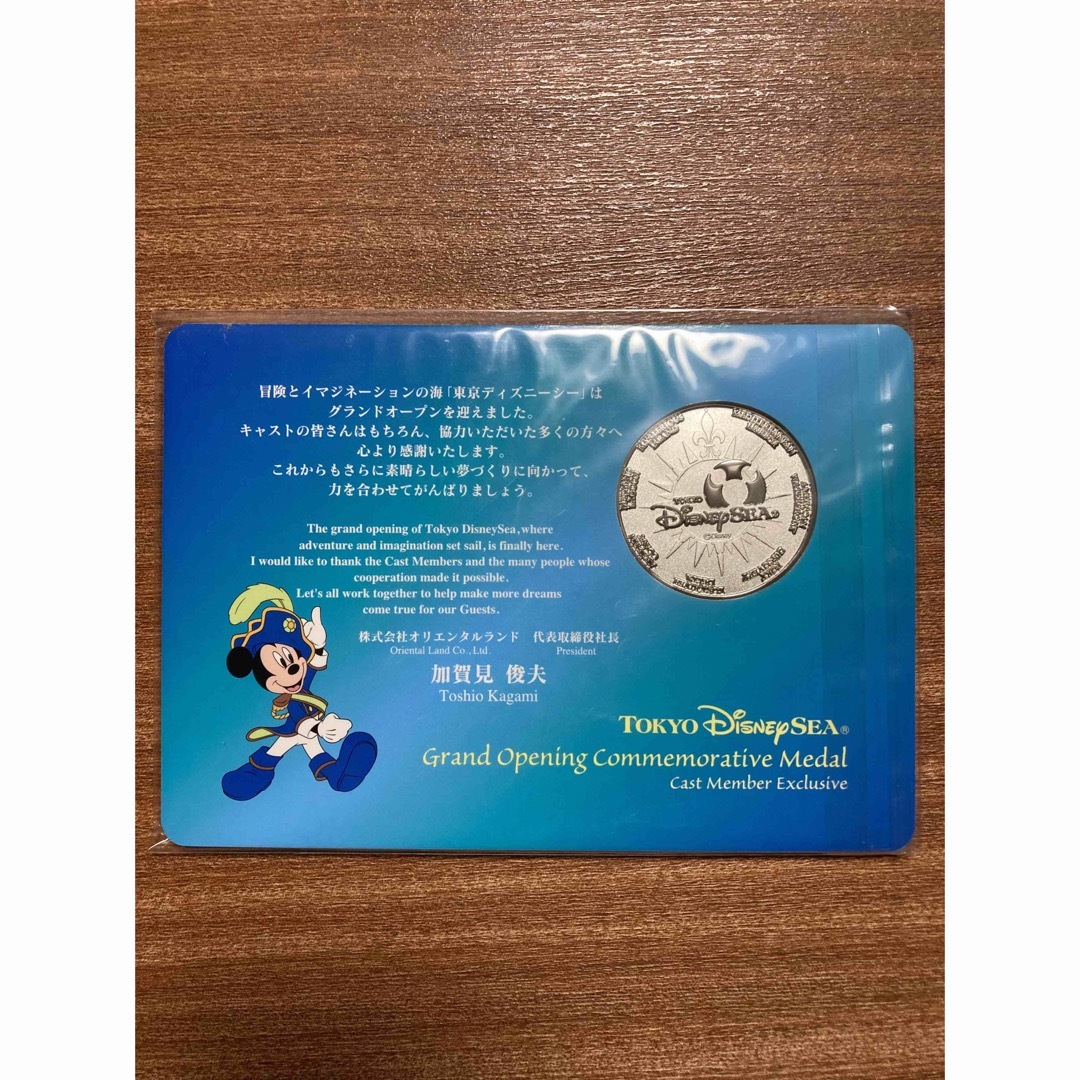 冒険とイマジネーションの海「東京ディズニーシー」は
グランドオープンを迎えました。
キャストの皆さんはもちろん、協力いただいた多くの方々へ
心より感謝いたします。
これからもさらに素晴らしい夢づくりに向かって、
力を合わせてがんばりましょう。
The grand opening of Tokyo DisneySea, where
adventure and imagination set sail, is finally here.
I would like to thank the Cast Members and the many people whose
cooperation made it possible.
Let's all work together to help make more dreams
come true for our Guests.
株式会社オリエンタルランド 代表取締役社長
Oriental Land Co., Ltd. President
加賀見 俊夫
Toshio Kagami
TOKYO
DISNEYSEA
©Disney
TOKYO DISNEYSEA®
Grand Opening Commemorative Medal
Cast Member Exclusive